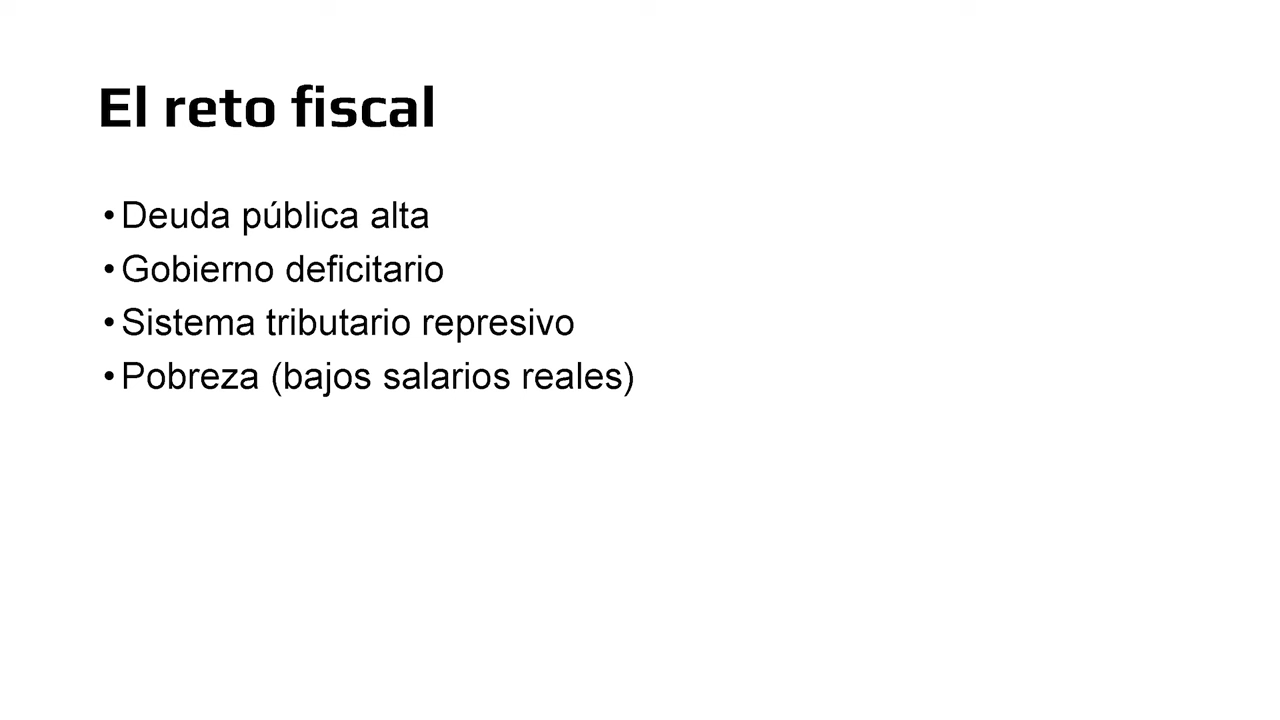 El reto fiscal
•Deuda pública alta
•Gobierno deficitario
•Sistema tributario represivo
•Pobreza (bajos salarios reales)